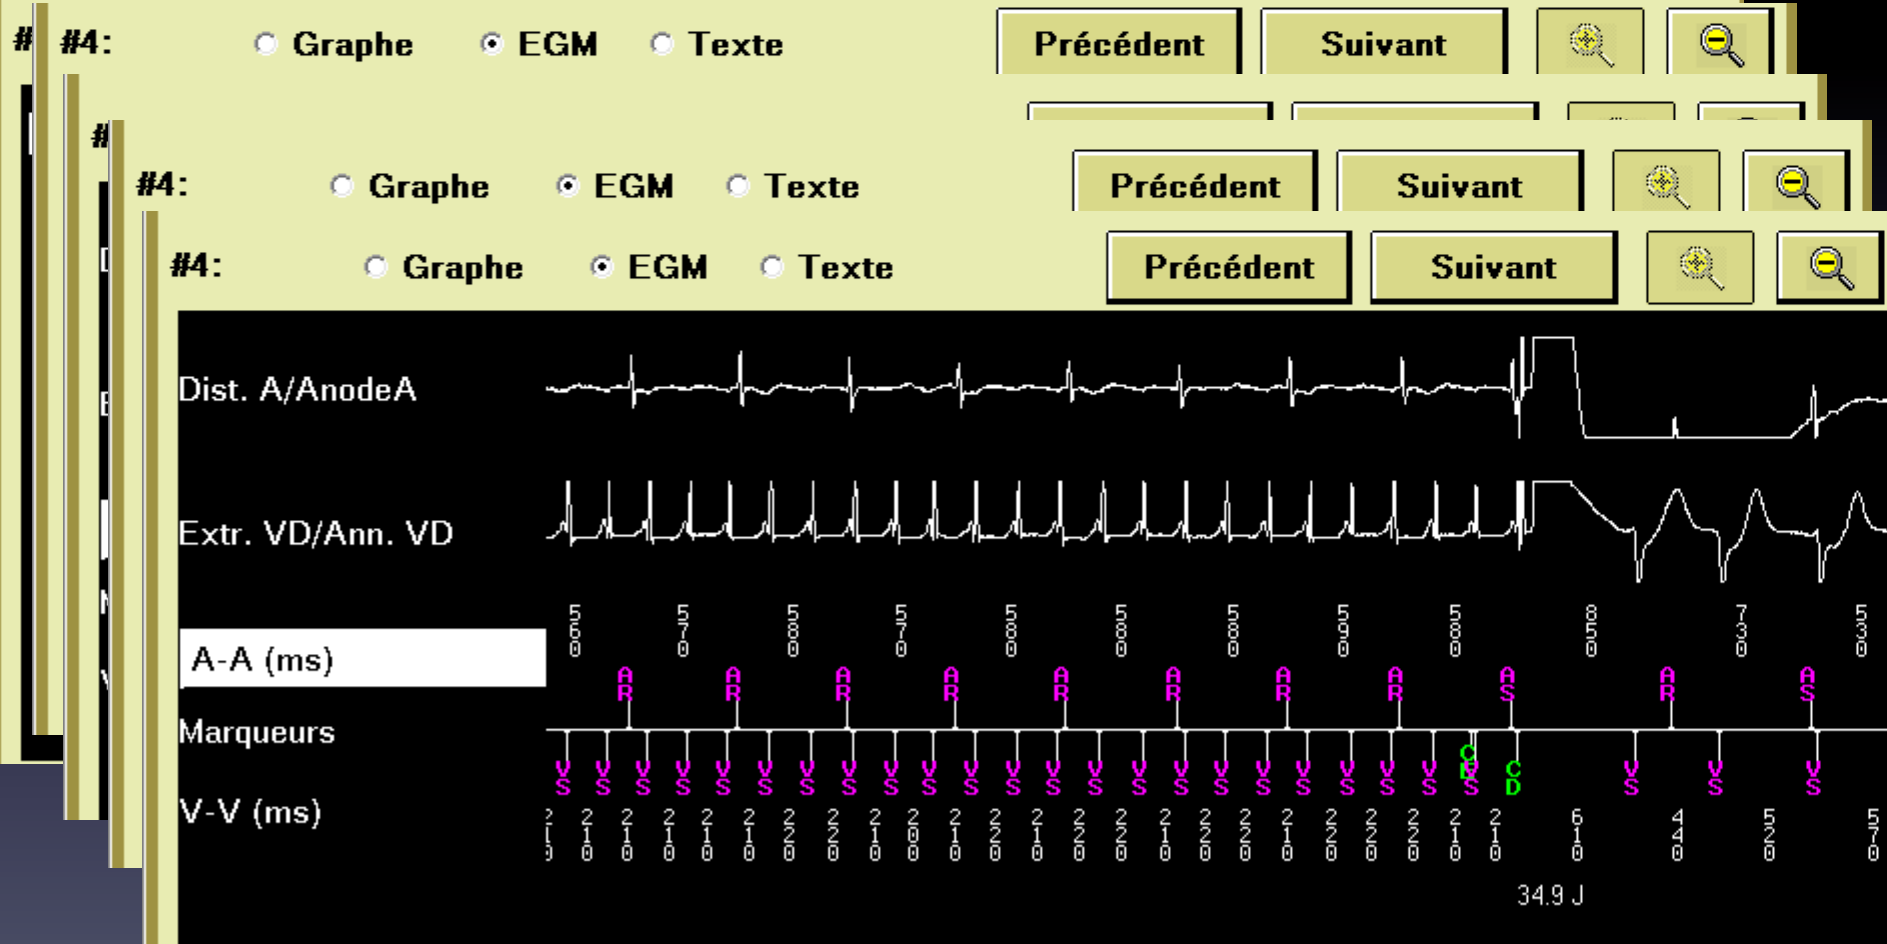 #
#4:
Graphe
EGM
Texte
Précédent
Suivant
#
#4:
Graphe
EGM
Texte
Précédent
Suivant
#4:
Graphe
EGM
Texte
Précédent
Suivant
Dist. A/AnodeA
Extr. VD/Ann. VD
560 570 580 570 580 580 580 590 580 850 730 530
A-A (ms)
AR AR AR AR AR AR AR AR AS AR AS
Marqueurs
VS VS VS VS VS VS VS VS VS VS VS VS VS VS VS VS VS VS VS VS VS VS VS CD VS VS VS
V-V (ms)
210 210 210 210 210 220 220 210 200 210 220 210 220 220 210 220 220 210 220 220 220 210 210 610 440 520 570
34.9 J